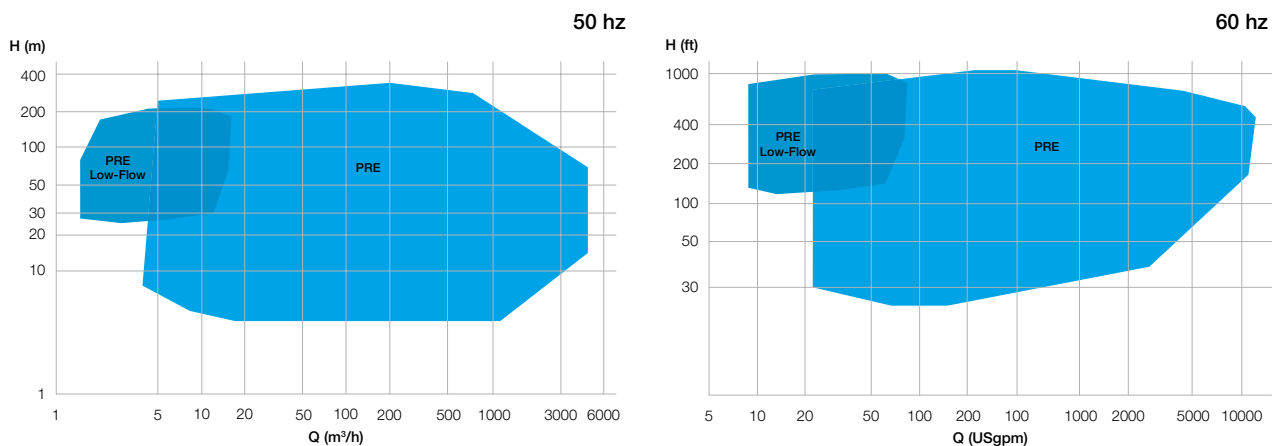 50 hz
H (m)
400
200
100
50
30
20
10
1
PRE
Low-Flow
PRE
1 5 10 20 50 100 200 500 1000 3000 6000
Q (m³/h)
60 hz
H (ft)
1000
400
200
100
50
30
PRE
Low-Flow
PRE
5 10 20 50 100 200 100 1000 2000 5000 10000
Q (USgpm)